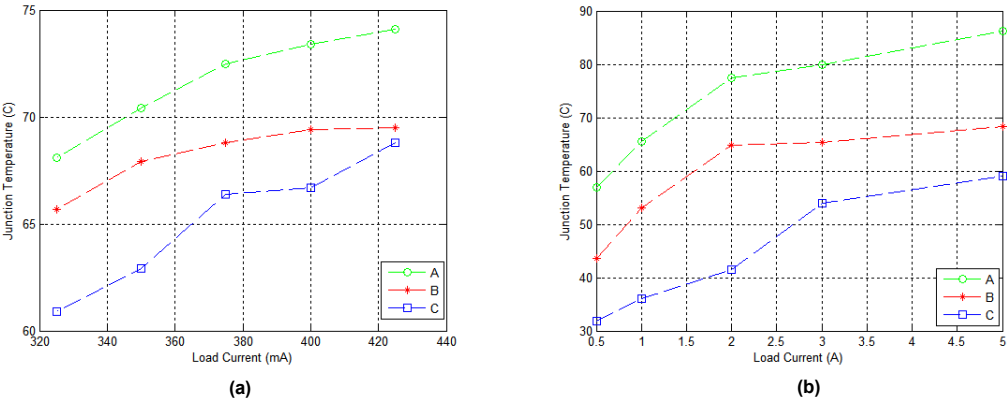 75
70
65
60
Junction Temperature (C)
320
340
360
380
400
420
440
Load Current (mA)
A
B
C
(a)
90
80
70
60
50
40
30
Junction Temperature (C)
0.5
1
1.5
2
2.5
3
3.5
4
4.5
5
Load Current (A)
A
B
C
(b)